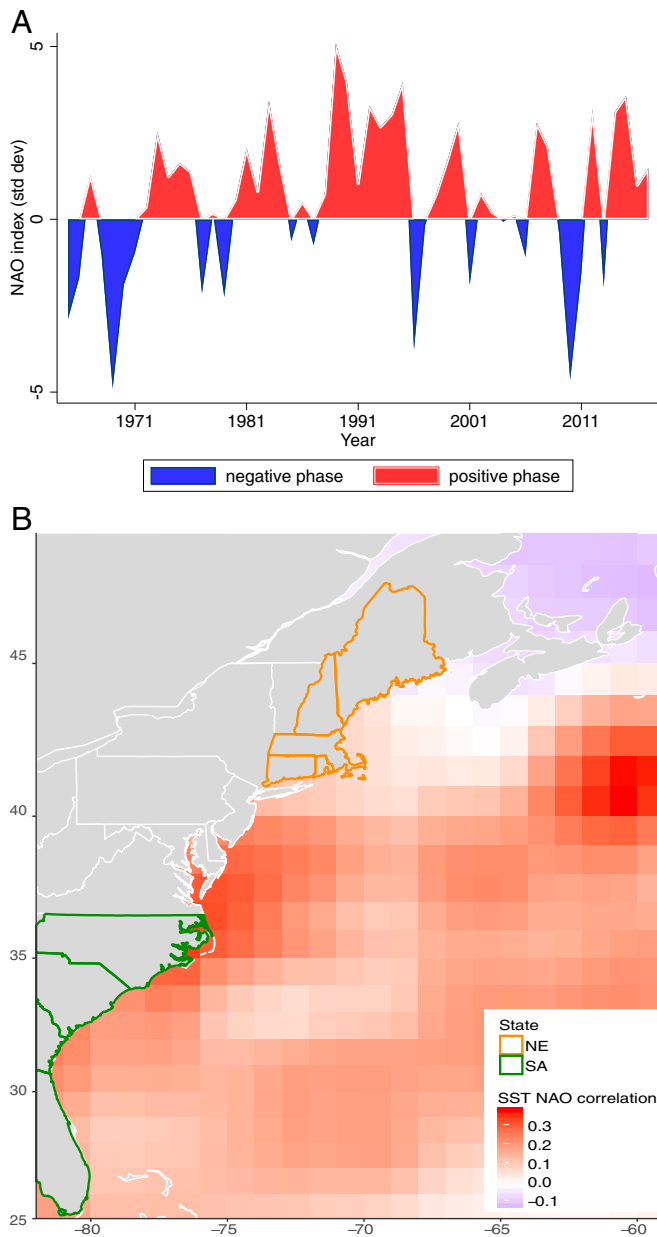 A
5
0
-5
NAO index (std dev)
1971 1981 1991 2001 2011
Year
negative phase positive phase
B
45
40
35
30
25
State
NE
SA
SST NAO correlation
0.3
0.2
0.1
0.0
−0.1
−80 −75 −70 −65 −60